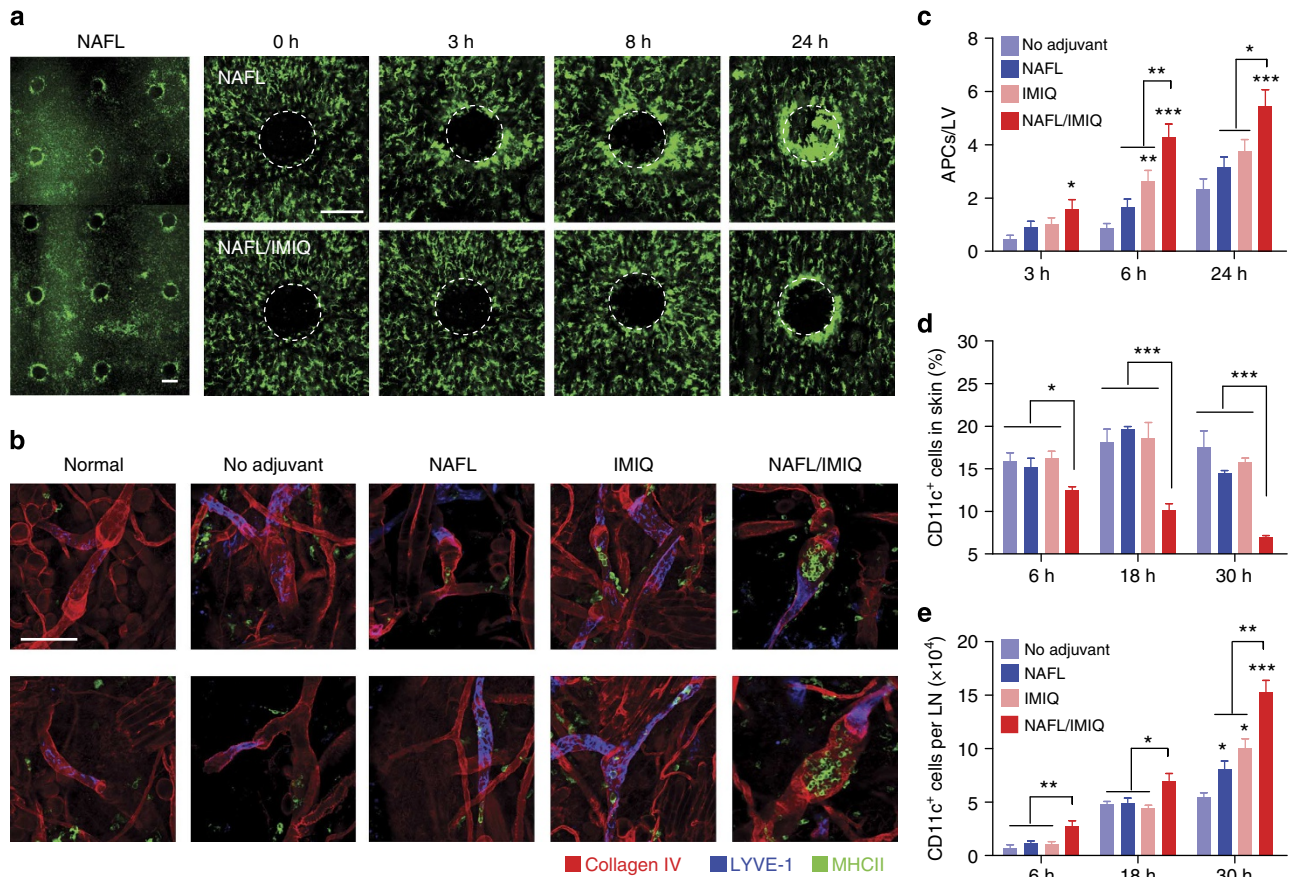 a
NAFL
0 h
3 h
8 h
24 h
NAFL
NAFL/IMIQ
b
Normal
No adjuvant
NAFL
IMIQ
NAFL/IMIQ
Collagen IV
LYVE-1
MHCII
c
No adjuvant
NAFL
IMIQ
NAFL/IMIQ
APCs/LV
8
6
4
2
0
*
**
**
***
*
***
3 h
6 h
24 h
d
CD11c⁺ cells in skin (%)
30
25
20
15
10
5
*
***
***
6 h
18 h
30 h
e
No adjuvant
NAFL
IMIQ
NAFL/IMIQ
CD11c⁺ cells per LN (×10⁴)
20
15
10
5
0
**
*
*
*
**
***
6 h
18 h
30 h